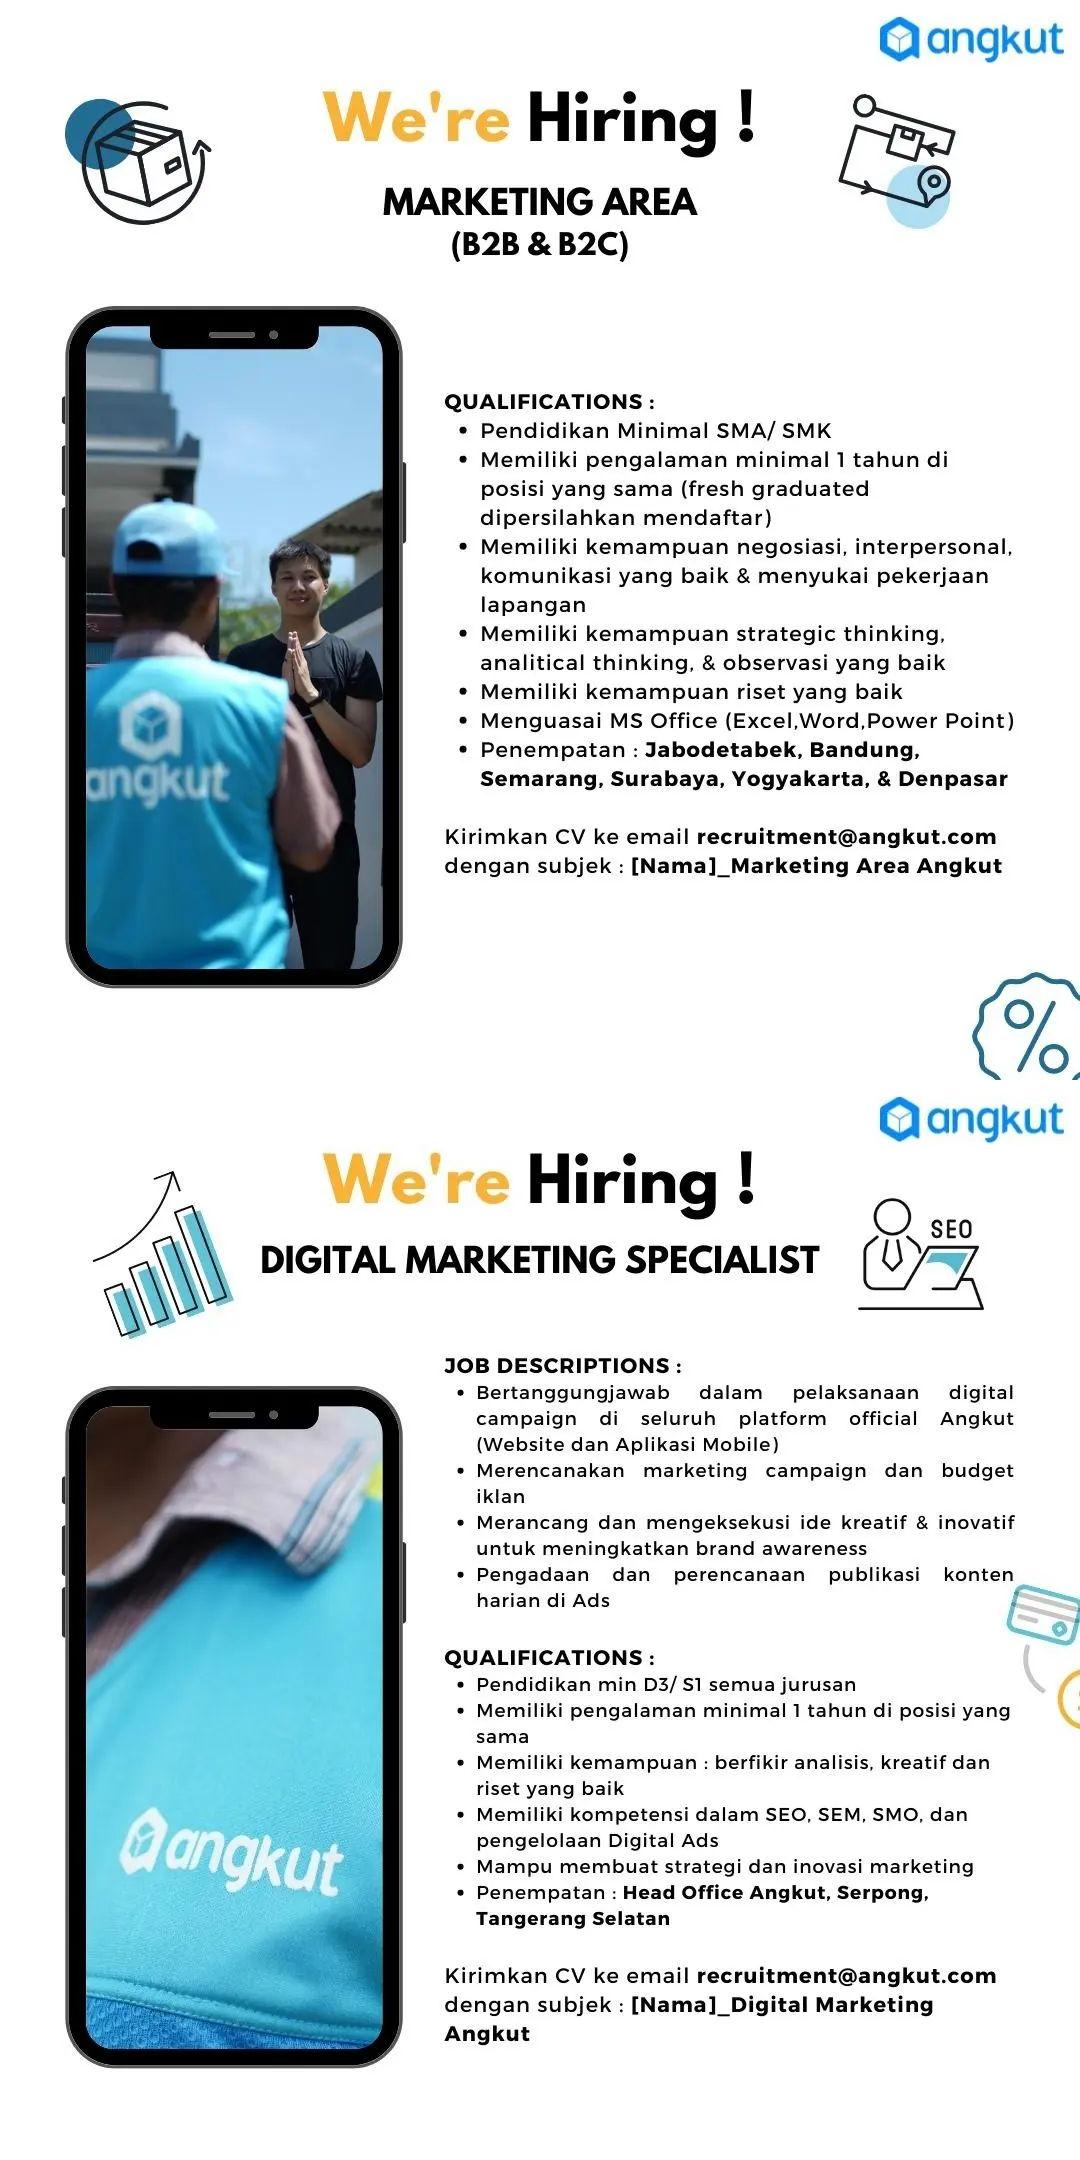 angkut
We're Hiring !
MARKETING AREA
(B2B & B2C)
angkut
QUALIFICATIONS :
• Pendidikan Minimal SMA/ SMK
• Memiliki pengalaman minimal 1 tahun di
posisi yang sama (fresh graduated
dipersilahkan mendaftar)
• Memiliki kemampuan negosiasi, interpersonal,
komunikasi yang baik & menyukai pekerjaan
lapangan
• Memiliki kemampuan strategic thinking,
analitical thinking, & observasi yang baik
• Memiliki kemampuan riset yang baik
• Menguasai MS Office (Excel,Word,Power Point)
• Penempatan : Jabodetabek, Bandung,
Semarang, Surabaya, Yogyakarta, & Denpasar
Kirimkan CV ke email recruitment@angkut.com
dengan subjek : [Nama]_Marketing Area Angkut
%
angkut
We're Hiring !
SEO
DIGITAL MARKETING SPECIALIST
JOB DESCRIPTIONS :
• Bertanggungjawab dalam pelaksanaan digital
campaign di seluruh platform official Angkut
(Website dan Aplikasi Mobile)
• Merencanakan marketing campaign dan budget
iklan
• Merancang dan mengeksekusi ide kreatif & inovatif
untuk meningkatkan brand awareness
• Pengadaan dan perencanaan publikasi konten
harian di Ads
QUALIFICATIONS :
• Pendidikan min D3/ S1 semua jurusan
• Memiliki pengalaman minimal 1 tahun di posisi yang
sama
• Memiliki kemampuan : berfikir analisis, kreatif dan
riset yang baik
• Memiliki kompetensi dalam SEO, SEM, SMO, dan
pengelolaan Digital Ads
• Mampu membuat strategi dan inovasi marketing
• Penempatan : Head Office Angkut, Serpong,
Tangerang Selatan
angkut
Kirimkan CV ke email recruitment@angkut.com
dengan subjek : [Nama]_Digital Marketing
Angkut